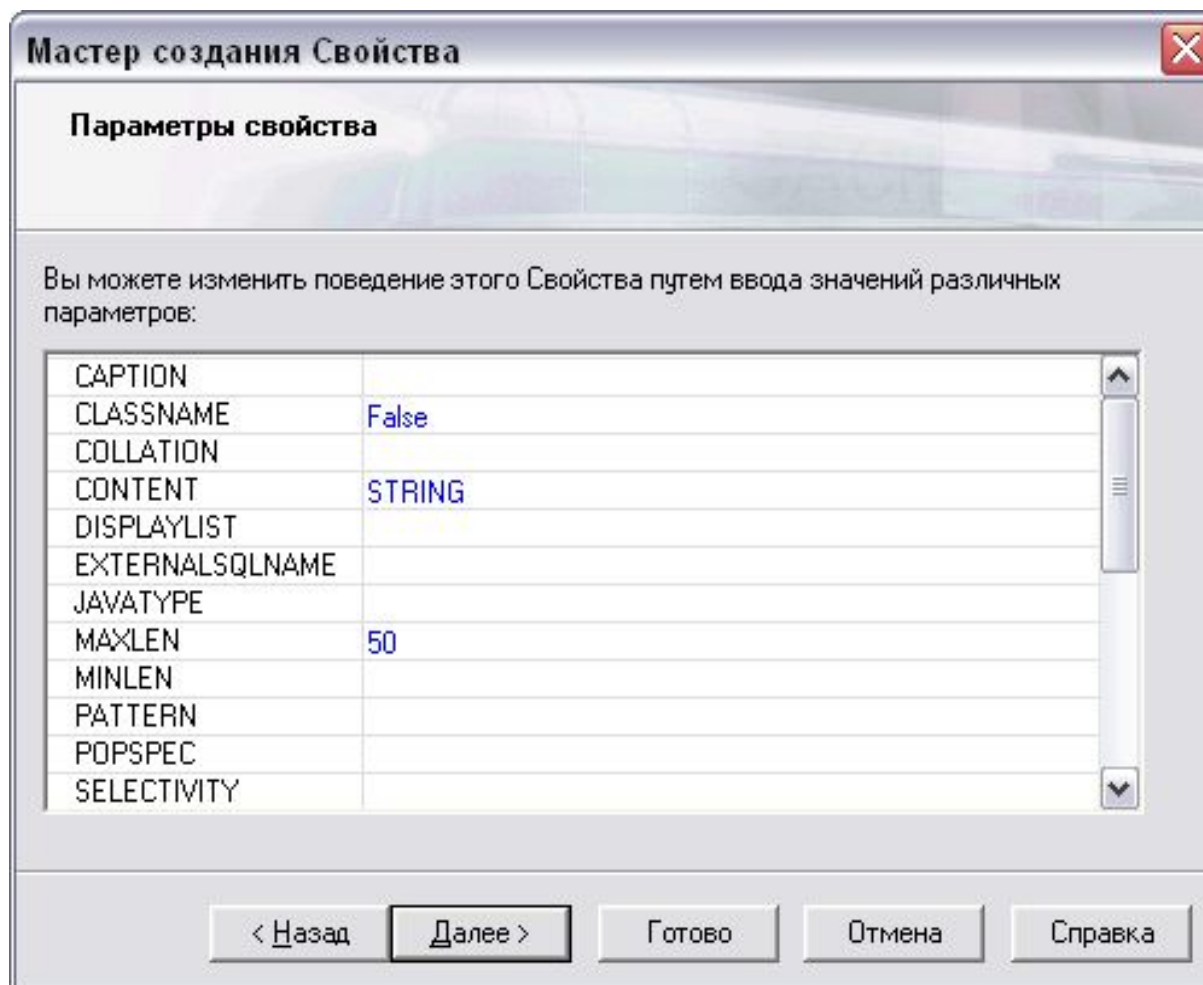 Мастер создания Свойства
Параметры свойства
Вы можете изменить поведение этого Свойства путем ввода значений различных
параметров:
CAPTION
CLASSNAME False
COLLATION
CONTENT STRING
DISPLAYLIST
EXTERNALSQLNAME
JAVATYPE
MAXLEN 50
MINLEN
PATTERN
POPSPEC
SELECTIVITY
< Назад Далее > Готово Отмена Справка